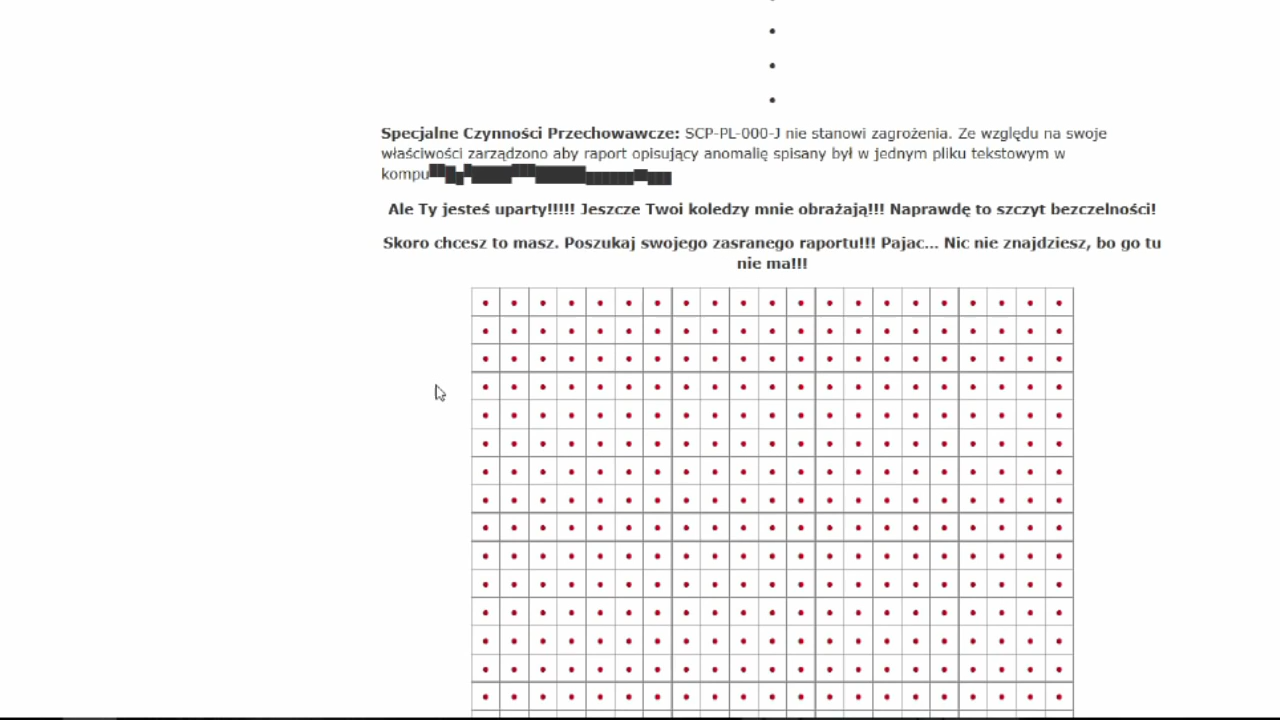 Specjalne Czynności Przechowawcze: SCP-PL-000-J nie stanowi zagrożenia. Ze względu na swoje
właściwości zarządzono aby raport opisujący anomalię spisany był w jednym pliku tekstowym w
kompu
Ale Ty jesteś uparty!!!!! Jeszcze Twoi koledzy mnie obrażają!!! Naprawdę to szczyt bezczelności!
Skoro chcesz to masz. Poszukaj swojego zasranego raportu!!! Pajac... Nic nie znajdziesz, bo go tu
nie ma!!!